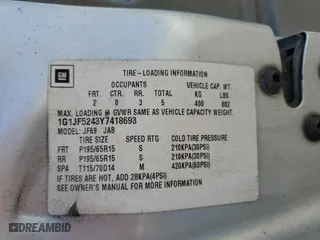 GM
TIRE-LOADING INFORMATION
OCCUPANTS VEHICLE CAP. WT.
FRT CTR RR TOTAL KG LBS
2 0 3 5 400 882
MAX. LOADING @ GVWR SAME AS VEHICLE CAPACITY WEIGHT.
1G1JF5243Y7418693
MODEL: JF69 JAB
TIRE SIZE SPEED RTG COLD TIRE PRESSURE
FRT P195/65R15 S 210KPA(30PSI)
RR P195/65R15 S 210KPA(30PSI)
SPA T115/70D14 M 420KPA(60PSI)
IF TIRES ARE HOT, ADD 28KPA(4PSI)
SEE OWNER'S MANUAL FOR MORE